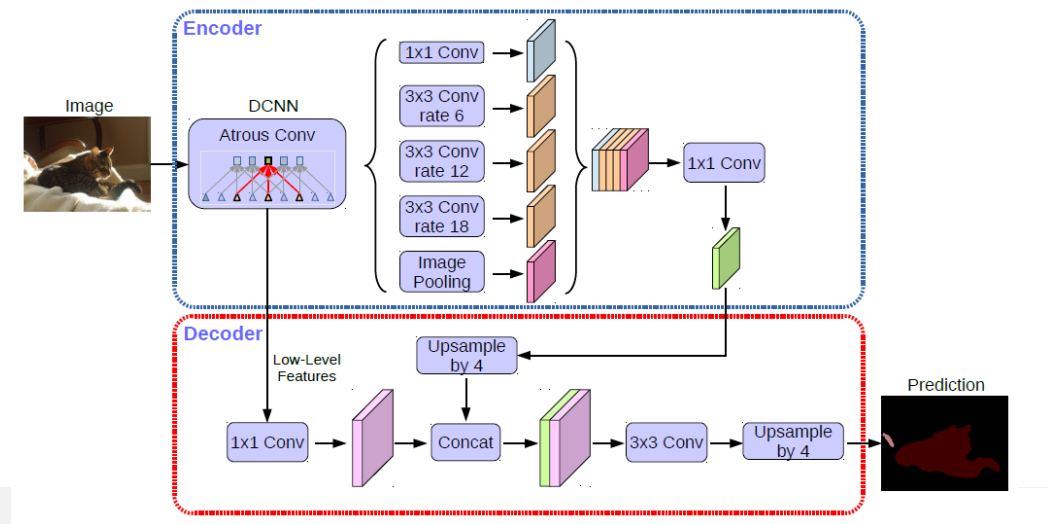 Encoder
Image
DCNN
Atrous Conv
1x1 Conv
3x3 Conv
rate 6
3x3 Conv
rate 12
3x3 Conv
rate 18
Image
Pooling
1x1 Conv
Decoder
Low-Level
Features
Upsample
by 4
1x1 Conv
Concat
3x3 Conv
Upsample
by 4
Prediction